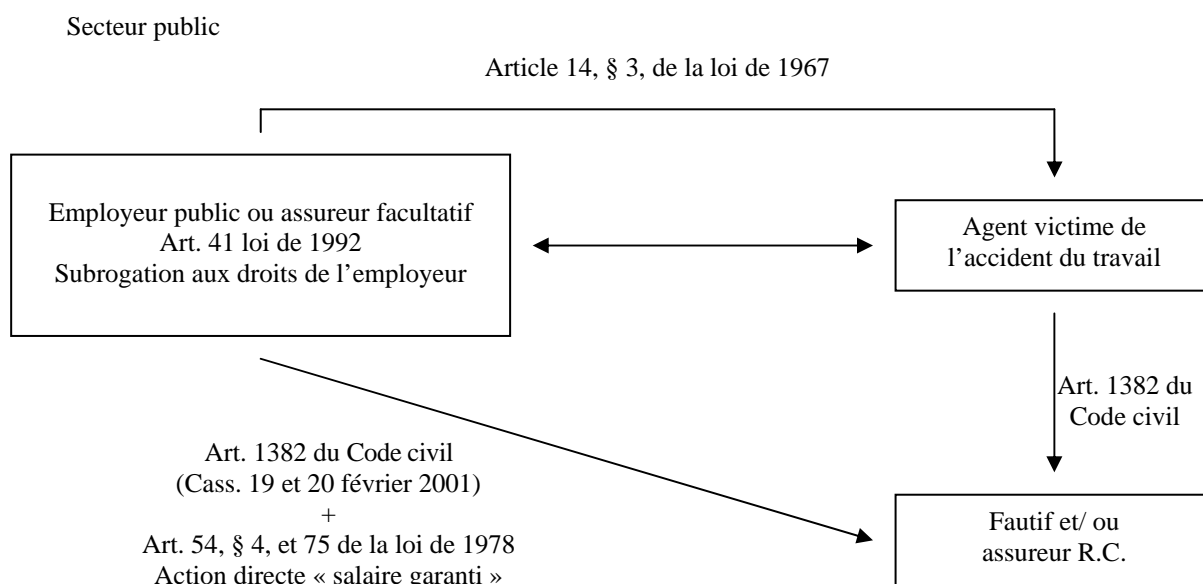 Secteur public
Article 14, § 3, de la loi de 1967
Employeur public ou assureur facultatif
Art. 41 loi de 1992
Subrogation aux droits de l’employeur
Agent victime de
l’accident du travail
Art. 1382 du
Code civil
Art. 1382 du Code civil
(Cass. 19 et 20 février 2001)
+
Art. 54, § 4, et 75 de la loi de 1978
Action directe « salaire garanti »
Fautif et/ ou
assureur R.C.